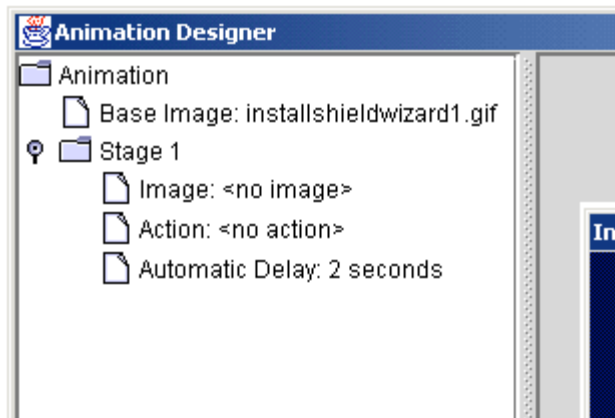 Animation Designer
Animation
Base Image: installshieldwizard1.gif
Stage 1
Image: <no image>
Action: <no action>
Automatic Delay: 2 seconds
In